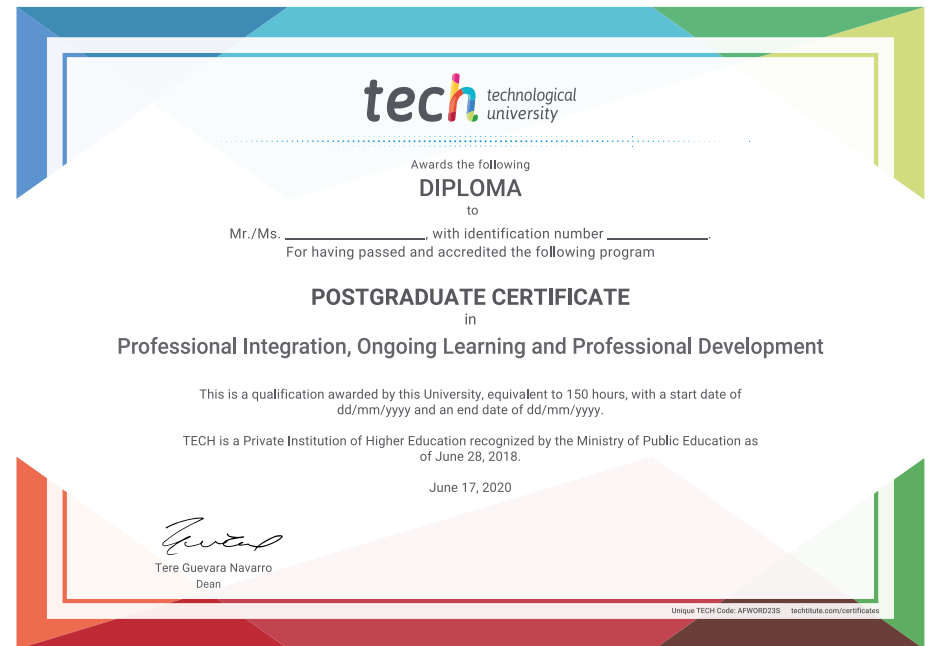 tech technological
university
Awards the following
DIPLOMA
to
Mr./Ms. ____________________, with identification number ______________.
For having passed and accredited the following program
POSTGRADUATE CERTIFICATE
in
Professional Integration, Ongoing Learning and Professional Development
This is a qualification awarded by this University, equivalent to 150 hours, with a start date of
dd/mm/yyyy and an end date of dd/mm/yyyy.
TECH is a Private Institution of Higher Education recognized by the Ministry of Public Education as
of June 28, 2018.
June 17, 2020
Tere Guevara Navarro
Dean
Unique TECH Code: AFWORD23S techtitute.com/certificates